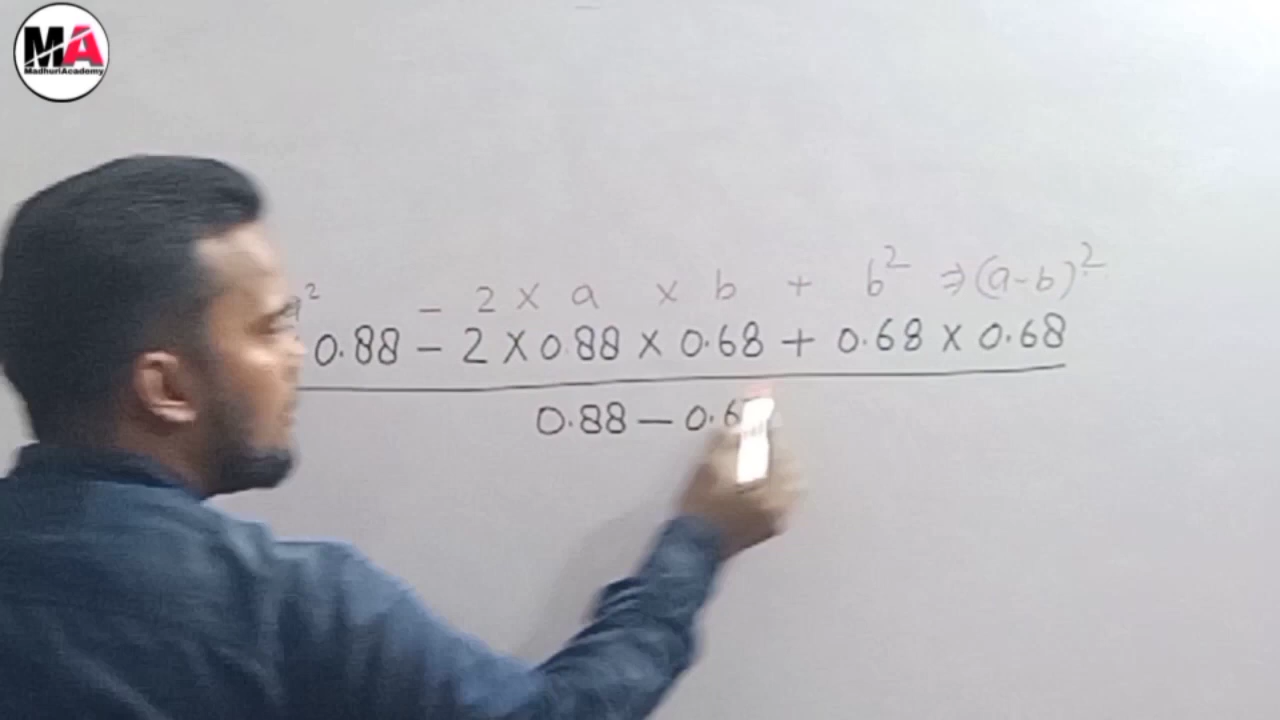 MA
MadhuriAcademy
² - 2 × a × b + b² ⇒ (a-b)²
0.88 - 2 × 0.88 × 0.68 + 0.68 × 0.68
0.88 — 0.6